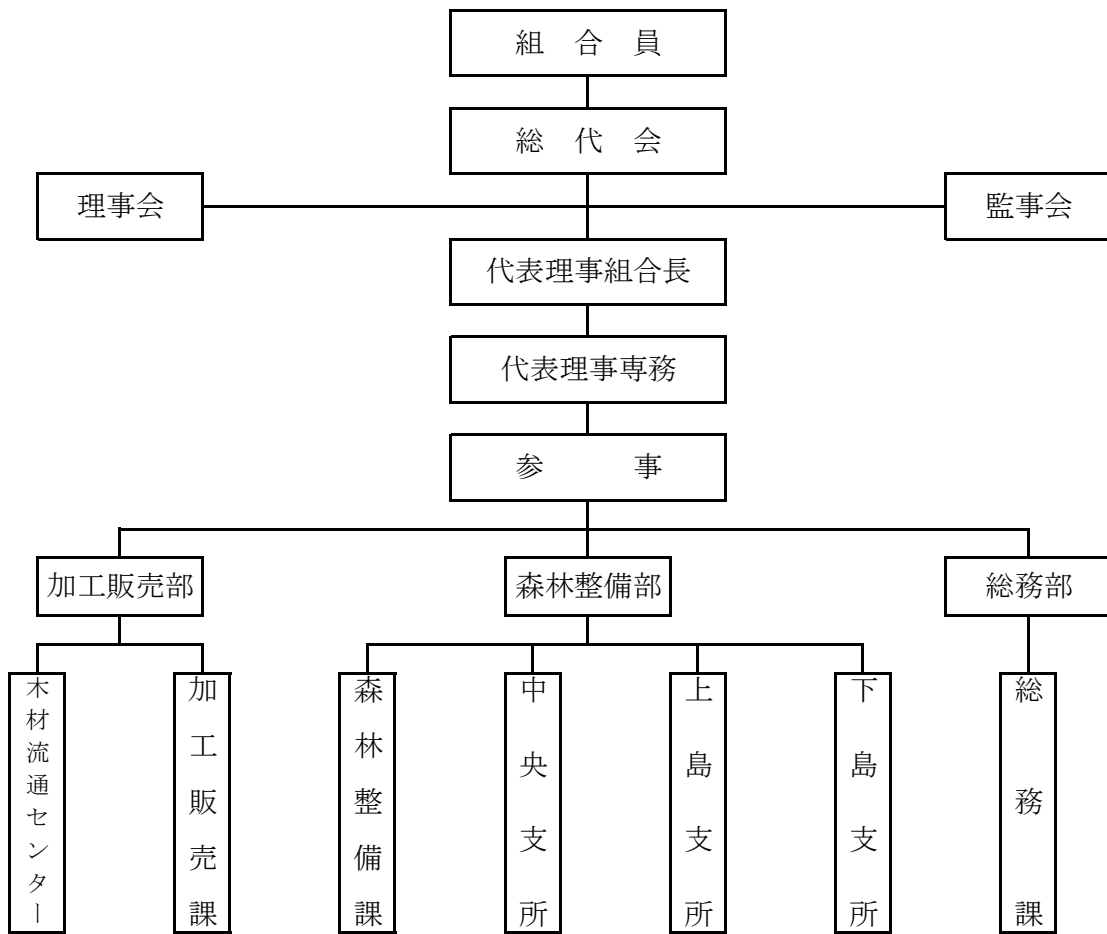 組　合　員
総　代　会
理事会
監事会
代表理事組合長
代表理事専務
参　　　事
加工販売部
森林整備部
総務部
木材流通センター
加工販売課
森林整備課
中央支所
上島支所
下島支所
総務課